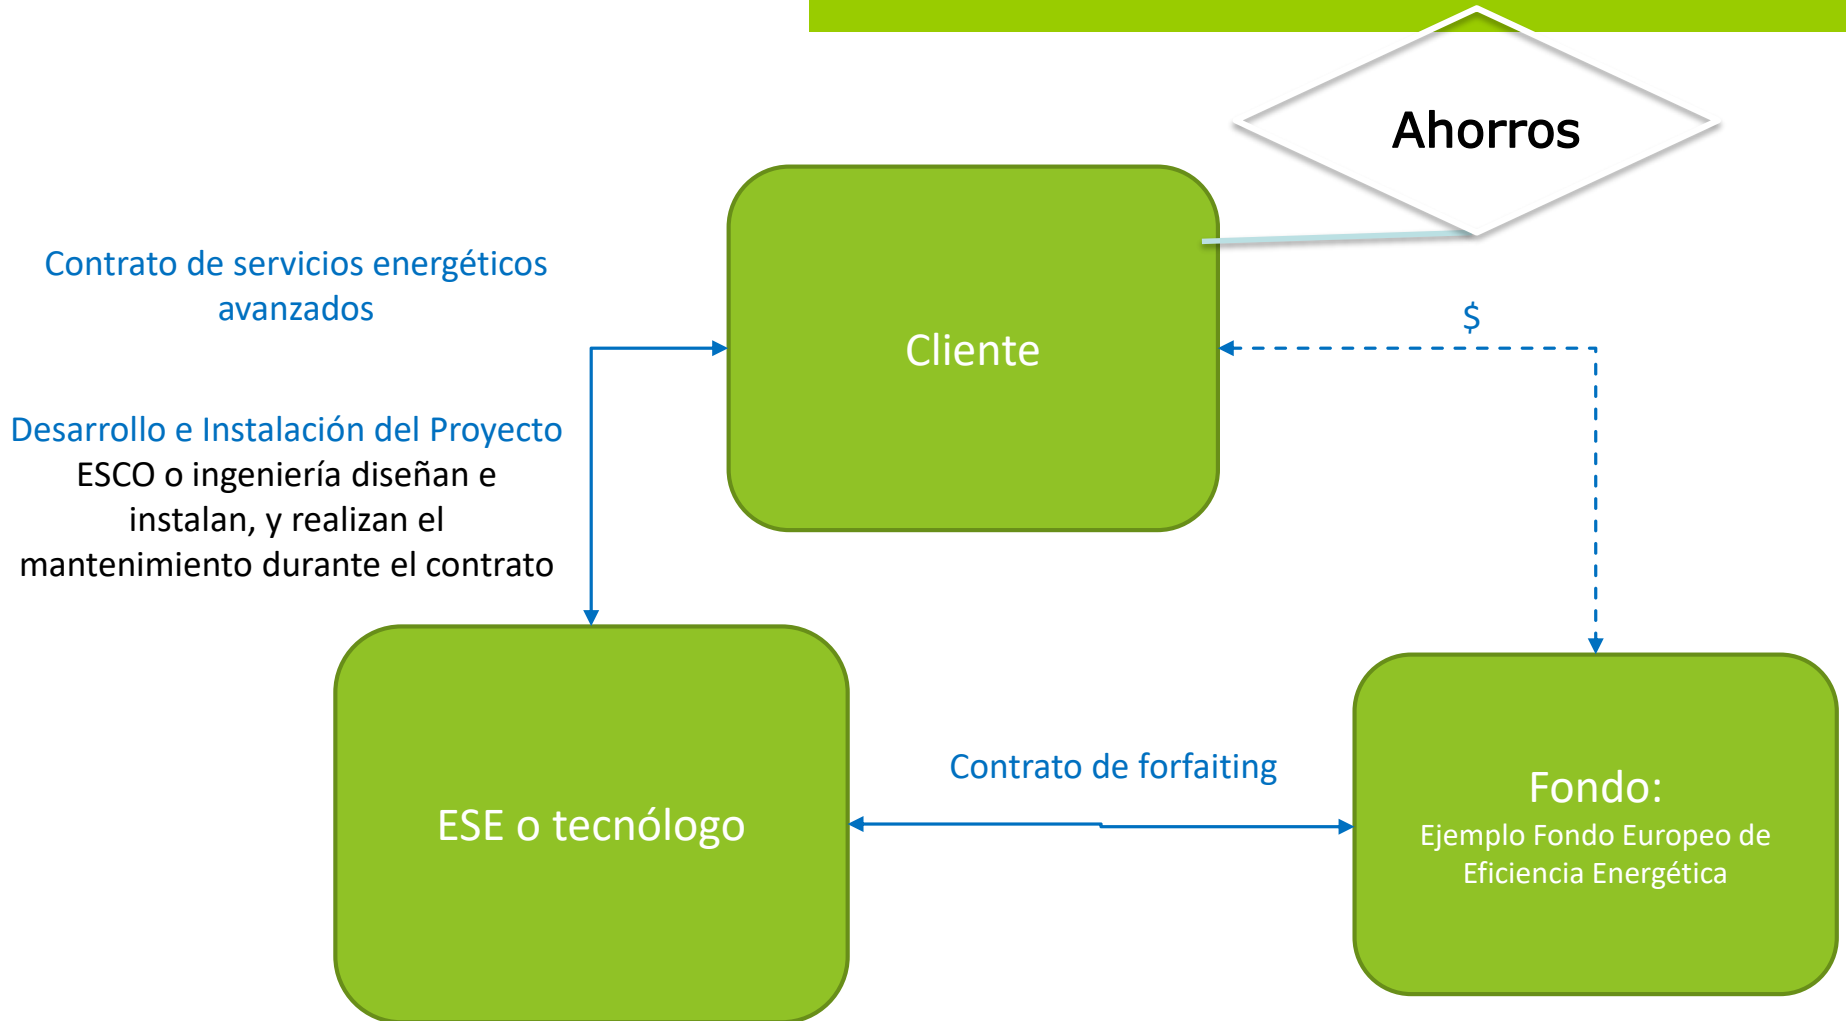 Ahorros
Contrato de servicios energéticos
avanzados
Cliente
$
Desarrollo e Instalación del Proyecto
ESCO o ingeniería diseñan e
instalan, y realizan el
mantenimiento durante el contrato
Contrato de forfaiting
ESE o tecnólogo
Fondo:
Ejemplo Fondo Europeo de
Eficiencia Energética